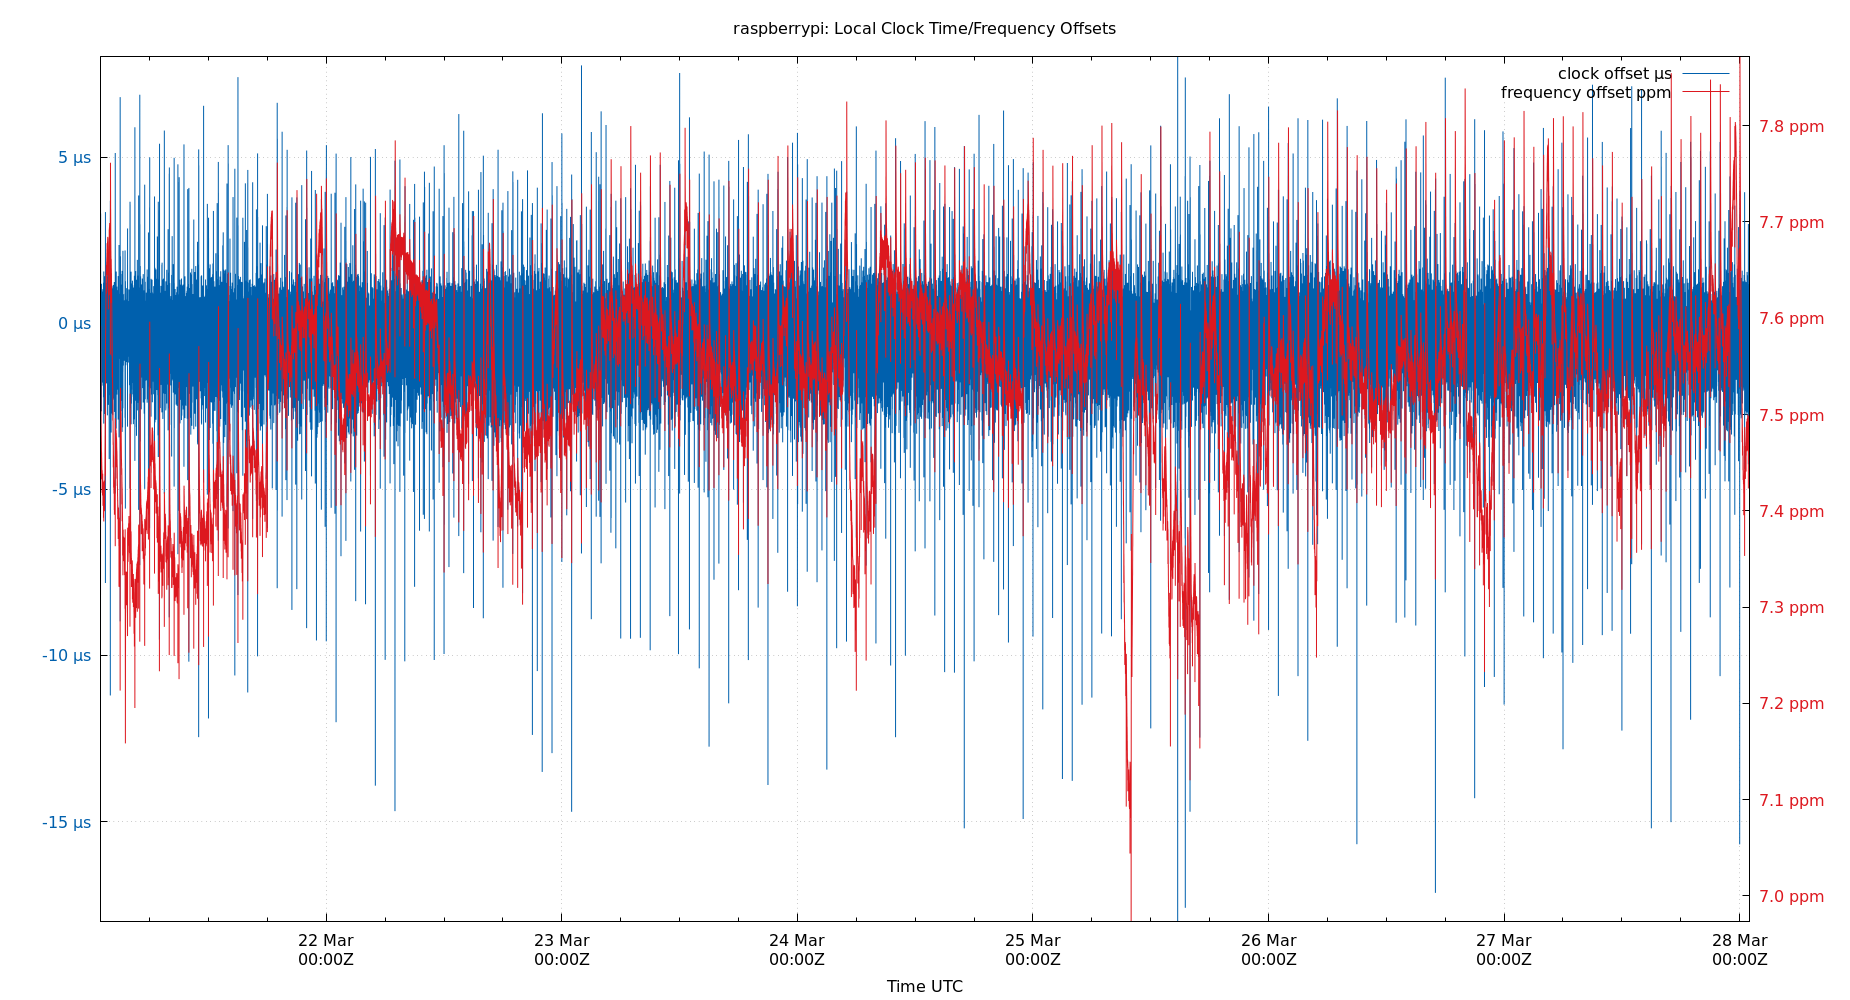 raspberrypi: Local Clock Time/Frequency Offsets
clock offset µs
frequency offset ppm
5 µs
0 µs
-5 µs
-10 µs
-15 µs
7.8 ppm
7.7 ppm
7.6 ppm
7.5 ppm
7.4 ppm
7.3 ppm
7.2 ppm
7.1 ppm
7.0 ppm
22 Mar
00:00Z
23 Mar
00:00Z
24 Mar
00:00Z
25 Mar
00:00Z
26 Mar
00:00Z
27 Mar
00:00Z
28 Mar
00:00Z
Time UTC